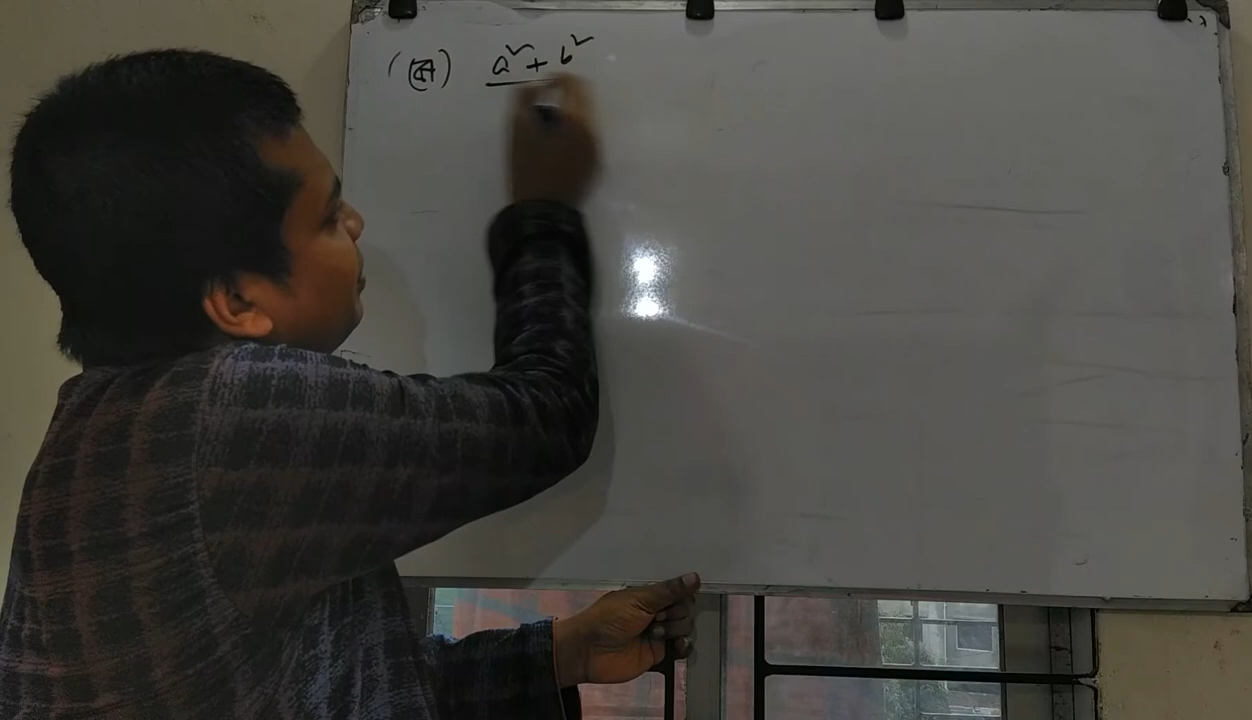 (ক) a² + b²